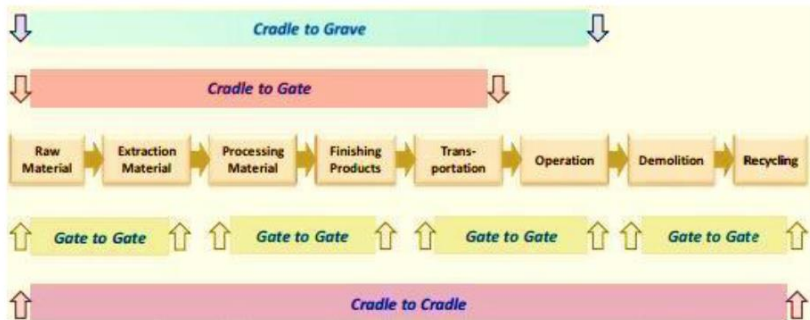 Cradle to Grave
Cradle to Gate
Raw
Material
Extraction
Material
Processing
Material
Finishing
Products
Trans-
portation
Operation
Demolition
Recycling
Gate to Gate
Gate to Gate
Gate to Gate
Gate to Gate
Cradle to Cradle